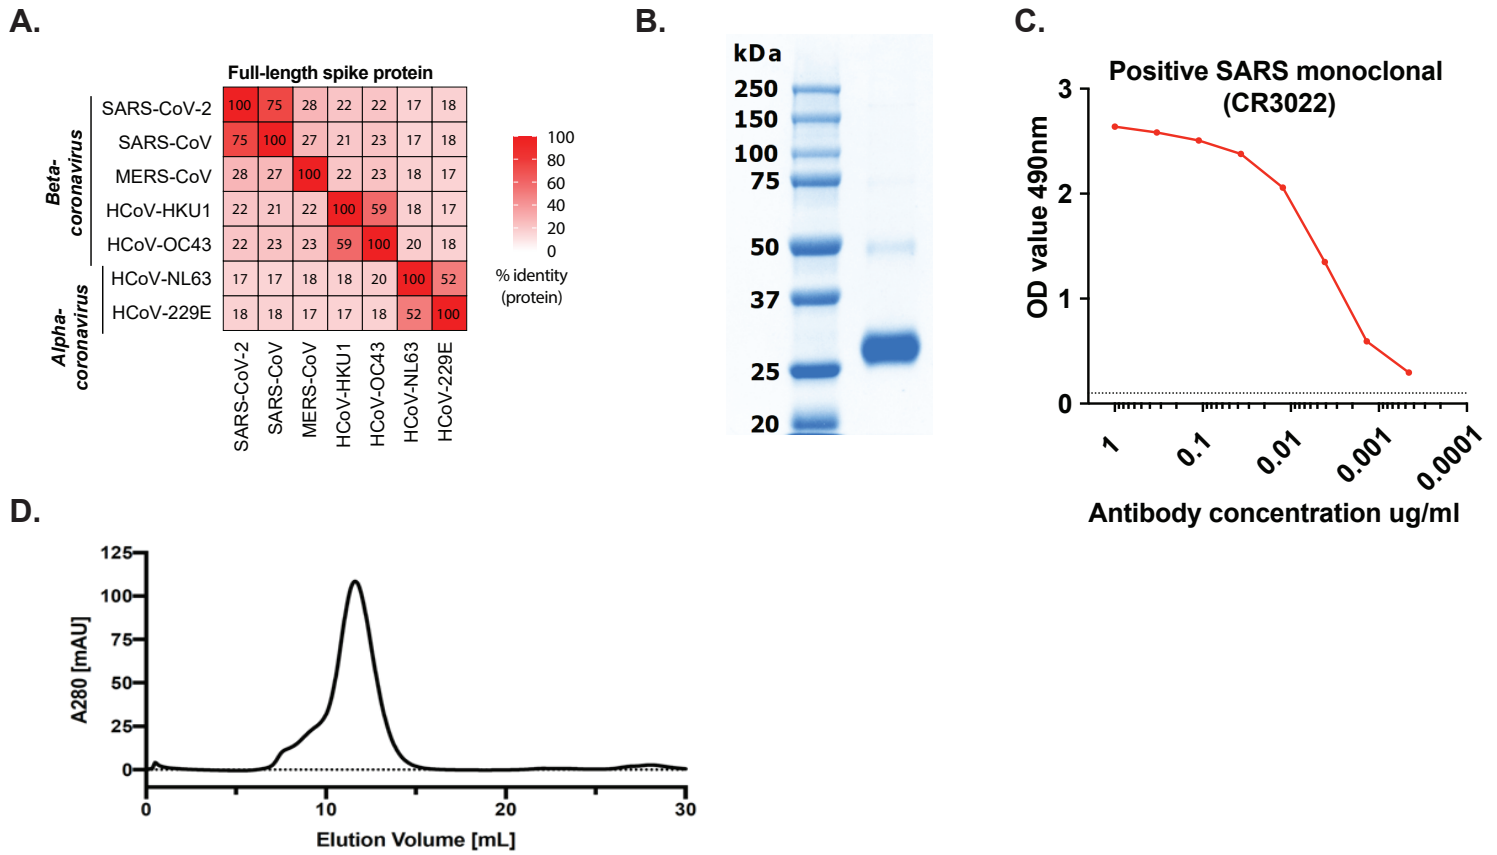 A.
Full-length spike protein
Beta-
coronavirus
Alpha-
coronavirus
SARS-CoV-2 100 75 28 22 22 17 18
SARS-CoV 75 100 27 21 23 17 18
MERS-CoV 28 27 100 22 23 18 17
HCoV-HKU1 22 21 22 100 59 18 17
HCoV-OC43 22 23 23 59 100 20 18
HCoV-NL63 17 17 18 18 20 100 52
HCoV-229E 18 18 17 17 18 52 100
SARS-CoV-2
SARS-CoV
MERS-CoV
HCoV-HKU1
HCoV-OC43
HCoV-NL63
HCoV-229E
100
80
60
40
20
0
% identity
(protein)
B.
kDa
250
150
100
75
50
37
25
20
C.
Positive SARS monoclonal
(CR3022)
OD value 490nm
3
2
1
0
1 0.1 0.01 0.001 0.0001
Antibody concentration ug/ml
D.
A280 [mAU]
125
100
75
50
25
0
0 10 20 30
Elution Volume [mL]